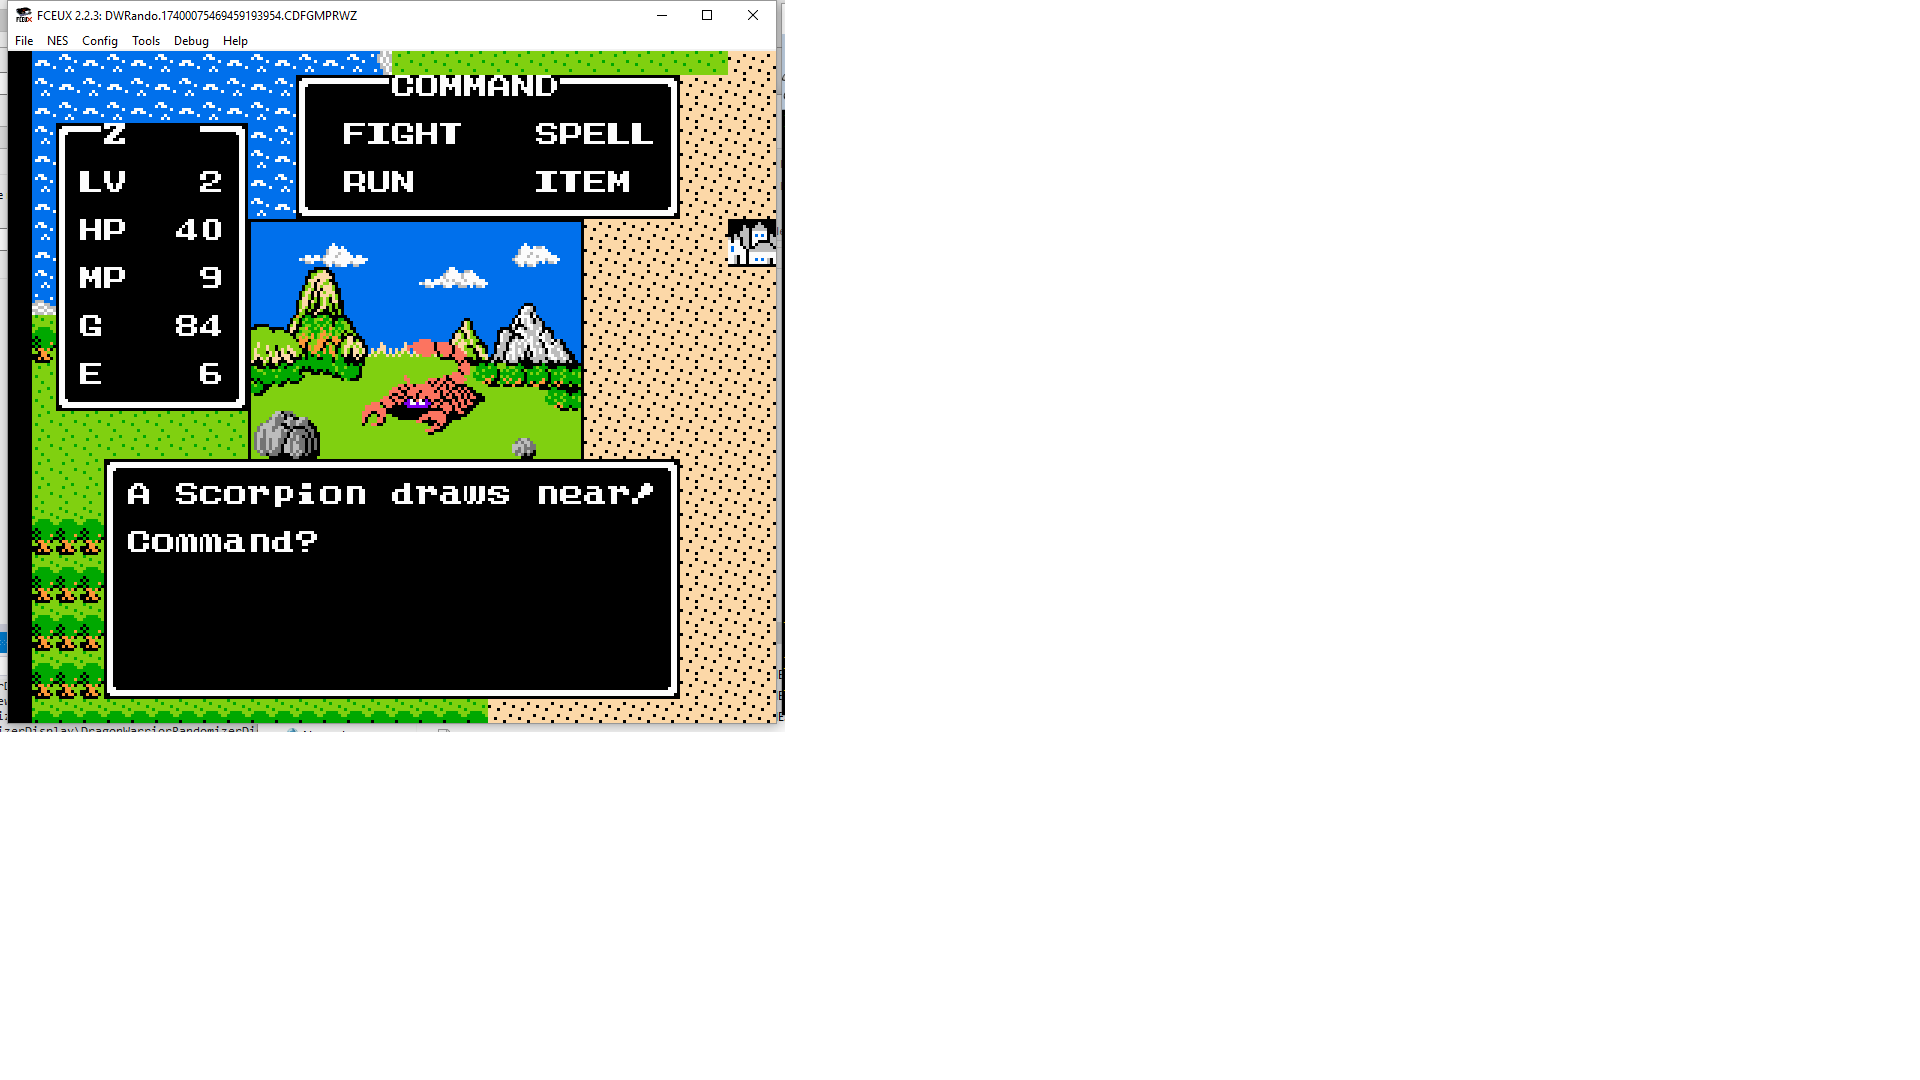 FCEUX 2.2.3: DWRando.17400075469459193954.CDFGMPRWZ
File NES Config Tools Debug Help
COMMAND
FIGHT SPELL
RUN ITEM
Z
LV 2
HP 40
MP 9
G 84
E 6
A Scorpion draws near!
Command?